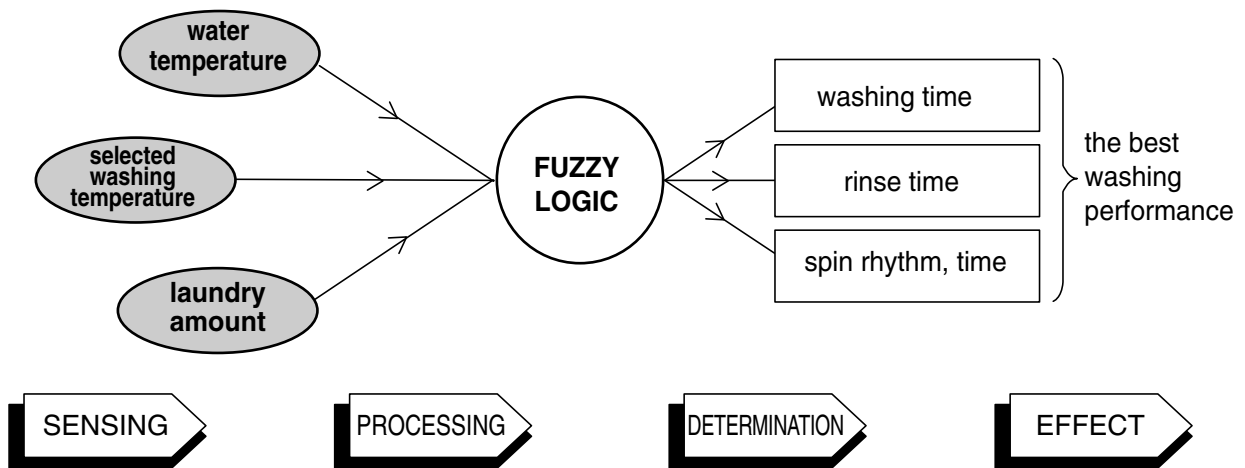 water
temperature
selected
washing
temperature
laundry
amount
FUZZY
LOGIC
washing time
rinse time
spin rhythm, time
the best
washing
performance
SENSING
PROCESSING
DETERMINATION
EFFECT